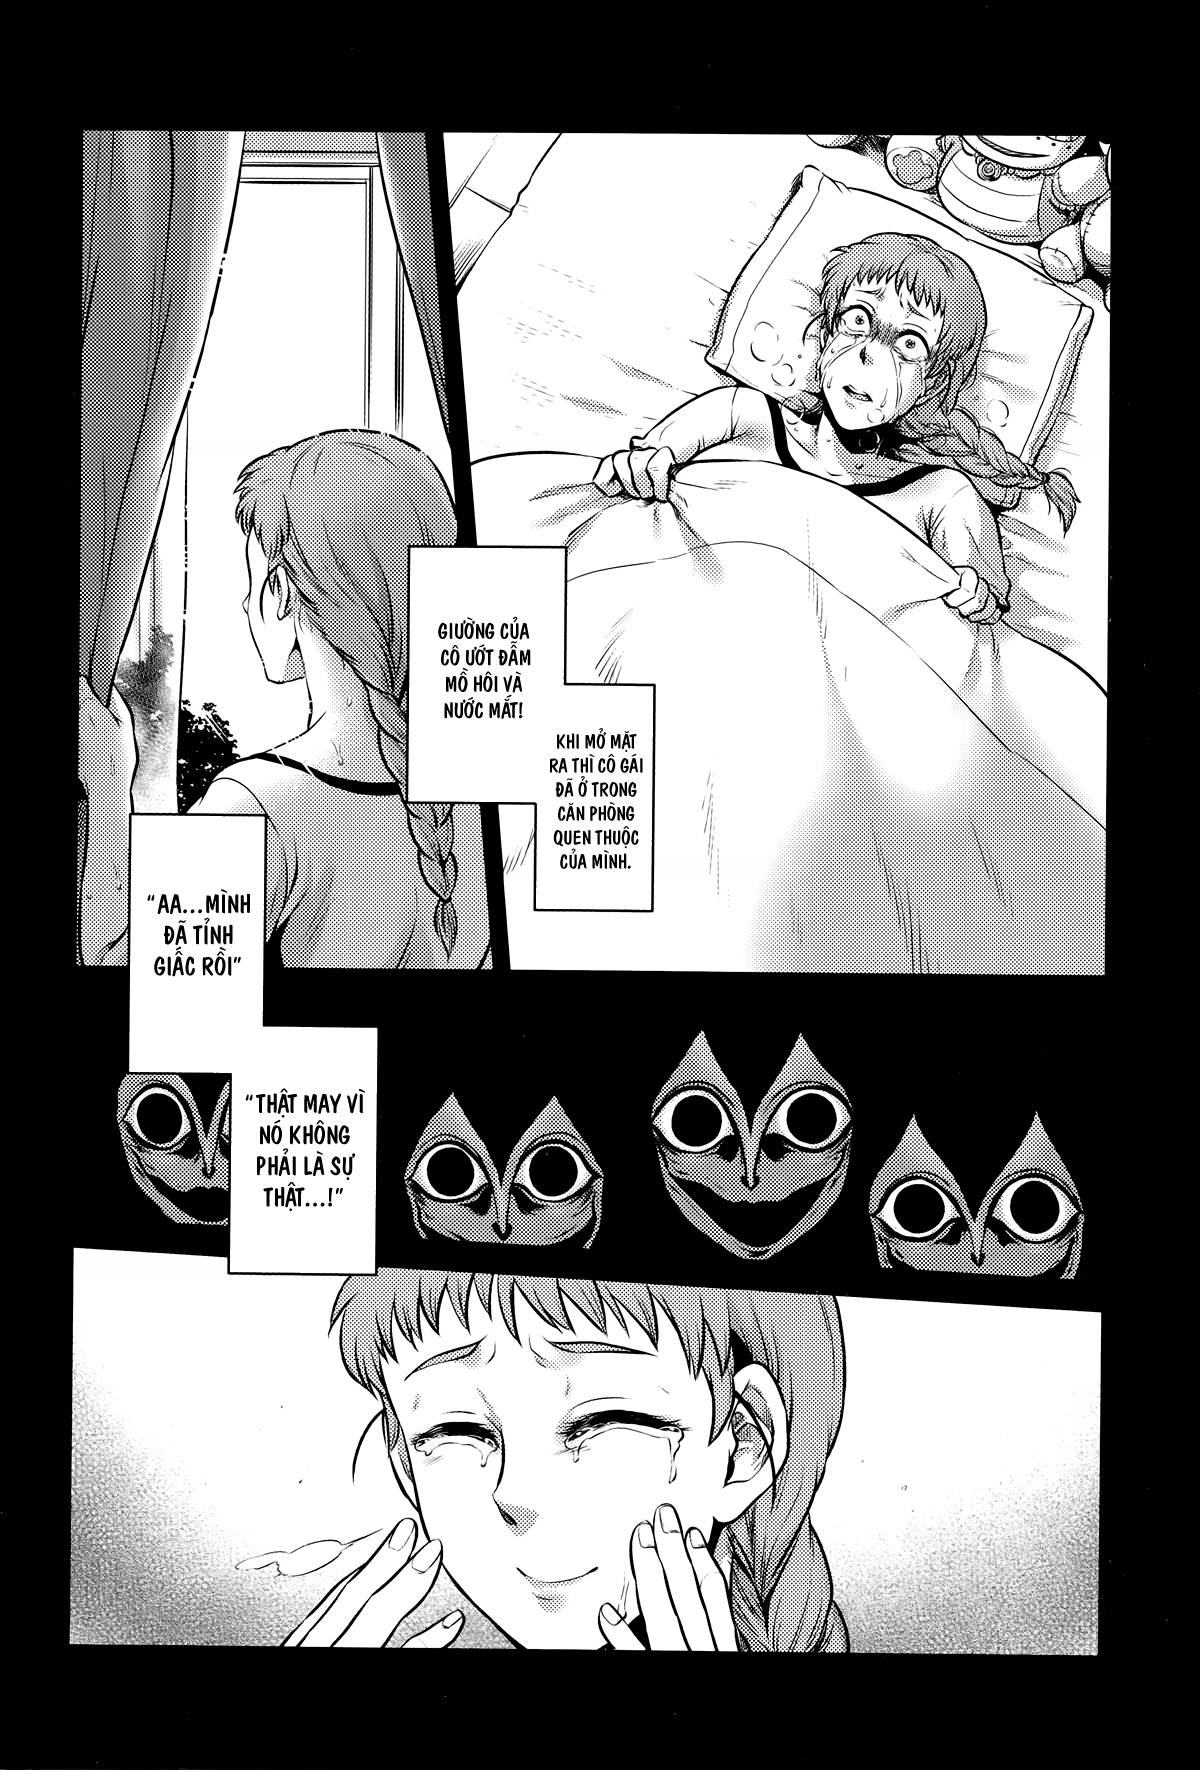 KHI MỞ MẶT
RA THÌ CÔ GÁI
ĐÃ Ở TRONG
CĂN PHÒNG
QUEN THUỘC
CỦA MÌNH.
GIƯỜNG CỦA
CÔ ƯỚT ĐẪM
MỒ HÔI VÀ
NƯỚC MẮT!
"AA...MÌNH
ĐÃ TỈNH
GIẤC RỒI"
"THẬT MAY VÌ
NÓ KHÔNG
PHẢI LÀ SỰ
THẬT...!"